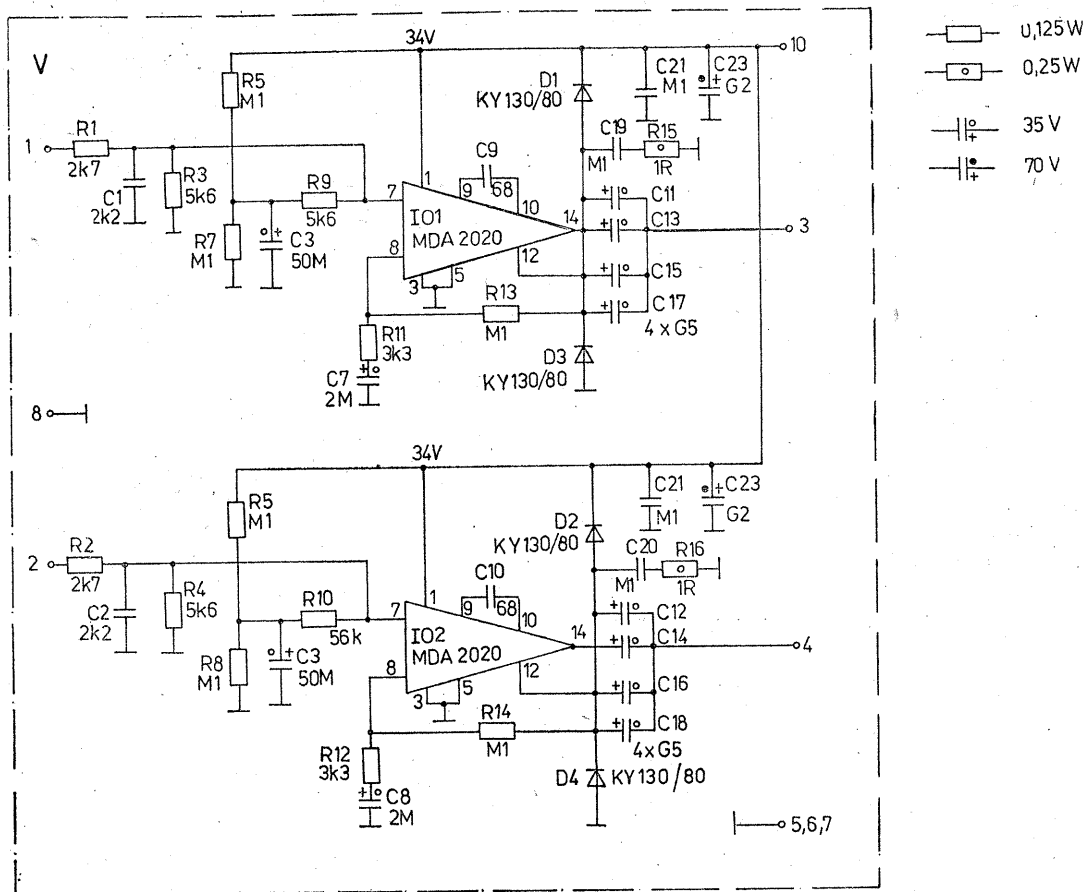 V
34V
10
R5
M1
D1
KY130/80
C21
M1
C23
G2
1
R1
2k7
C1
2k2
R3
5k6
R9
5k6
R7
M1
C3
50M
7
1
9
C9
68
10
14
8
IO1
MDA 2020
12
3
5
C19
M1
R15
1R
C11
C13
3
C15
C17
4 x G5
R13
M1
R11
3k3
C7
2M
D3
KY130/80
8
34V
R5
M1
D2
KY130/80
C21
M1
C23
G2
2
R2
2k7
C2
2k2
R4
5k6
R10
56k
R8
M1
C3
50M
7
1
9
C10
68
10
14
8
IO2
MDA 2020
12
3
5
C20
M1
R16
1R
C12
C14
4
C16
C18
4xG5
R14
M1
R12
3k3
C8
2M
D4 KY130/80
5,6,7
0,125W
0,25W
35 V
70 V